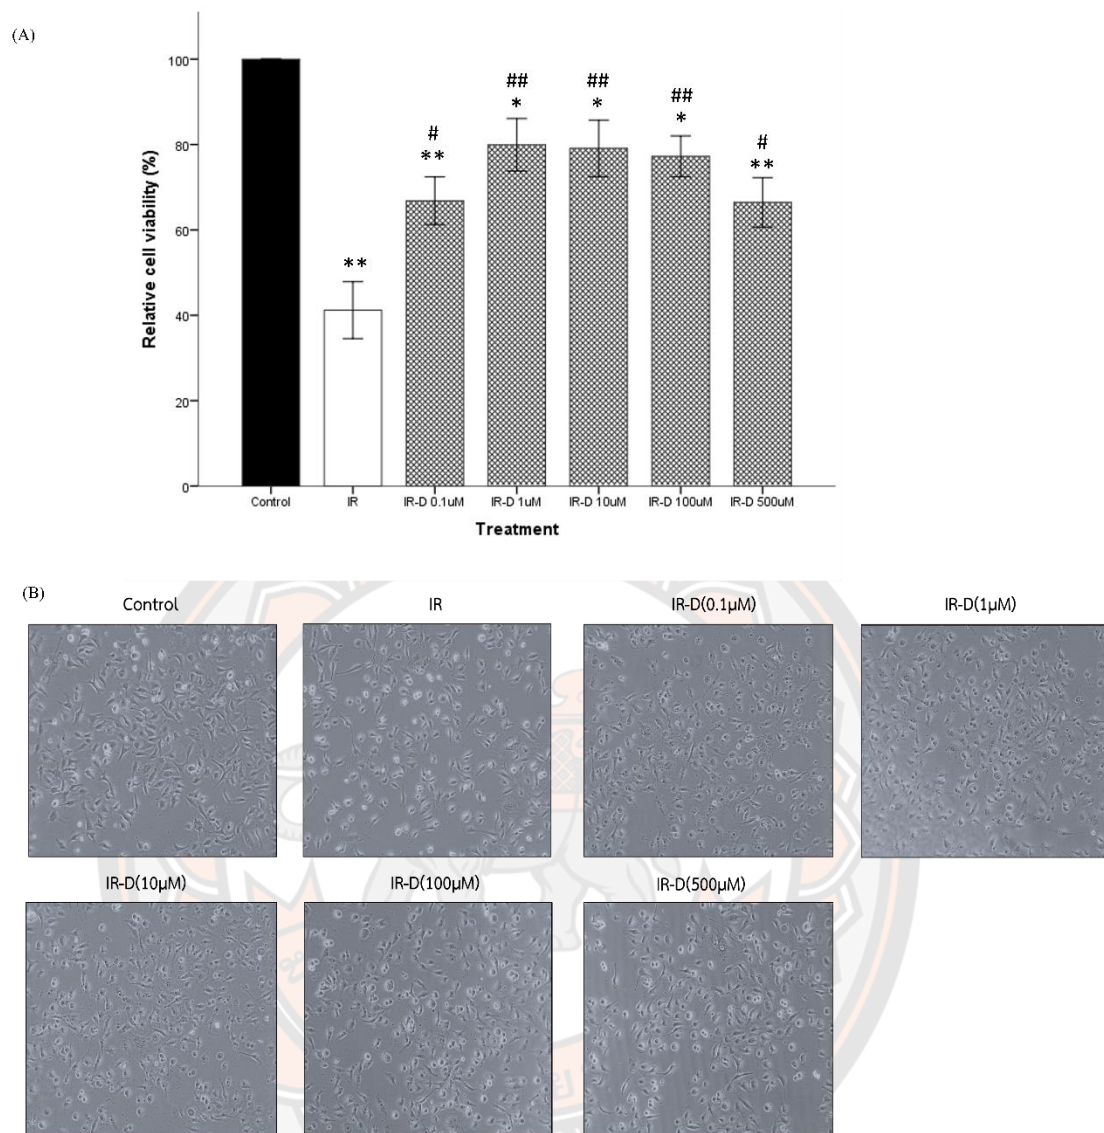 (A)
Relative cell viability (%)
100
80
60
40
20
0
**
#
**
##
*
##
*
##
*
#
**
Control IR IR-D 0.1uM IR-D 1uM IR-D 10uM IR-D 100uM IR-D 500uM
Treatment
(B)
Control IR IR-D(0.1μM) IR-D(1μM)
IR-D(10μM) IR-D(100μM) IR-D(500μM)